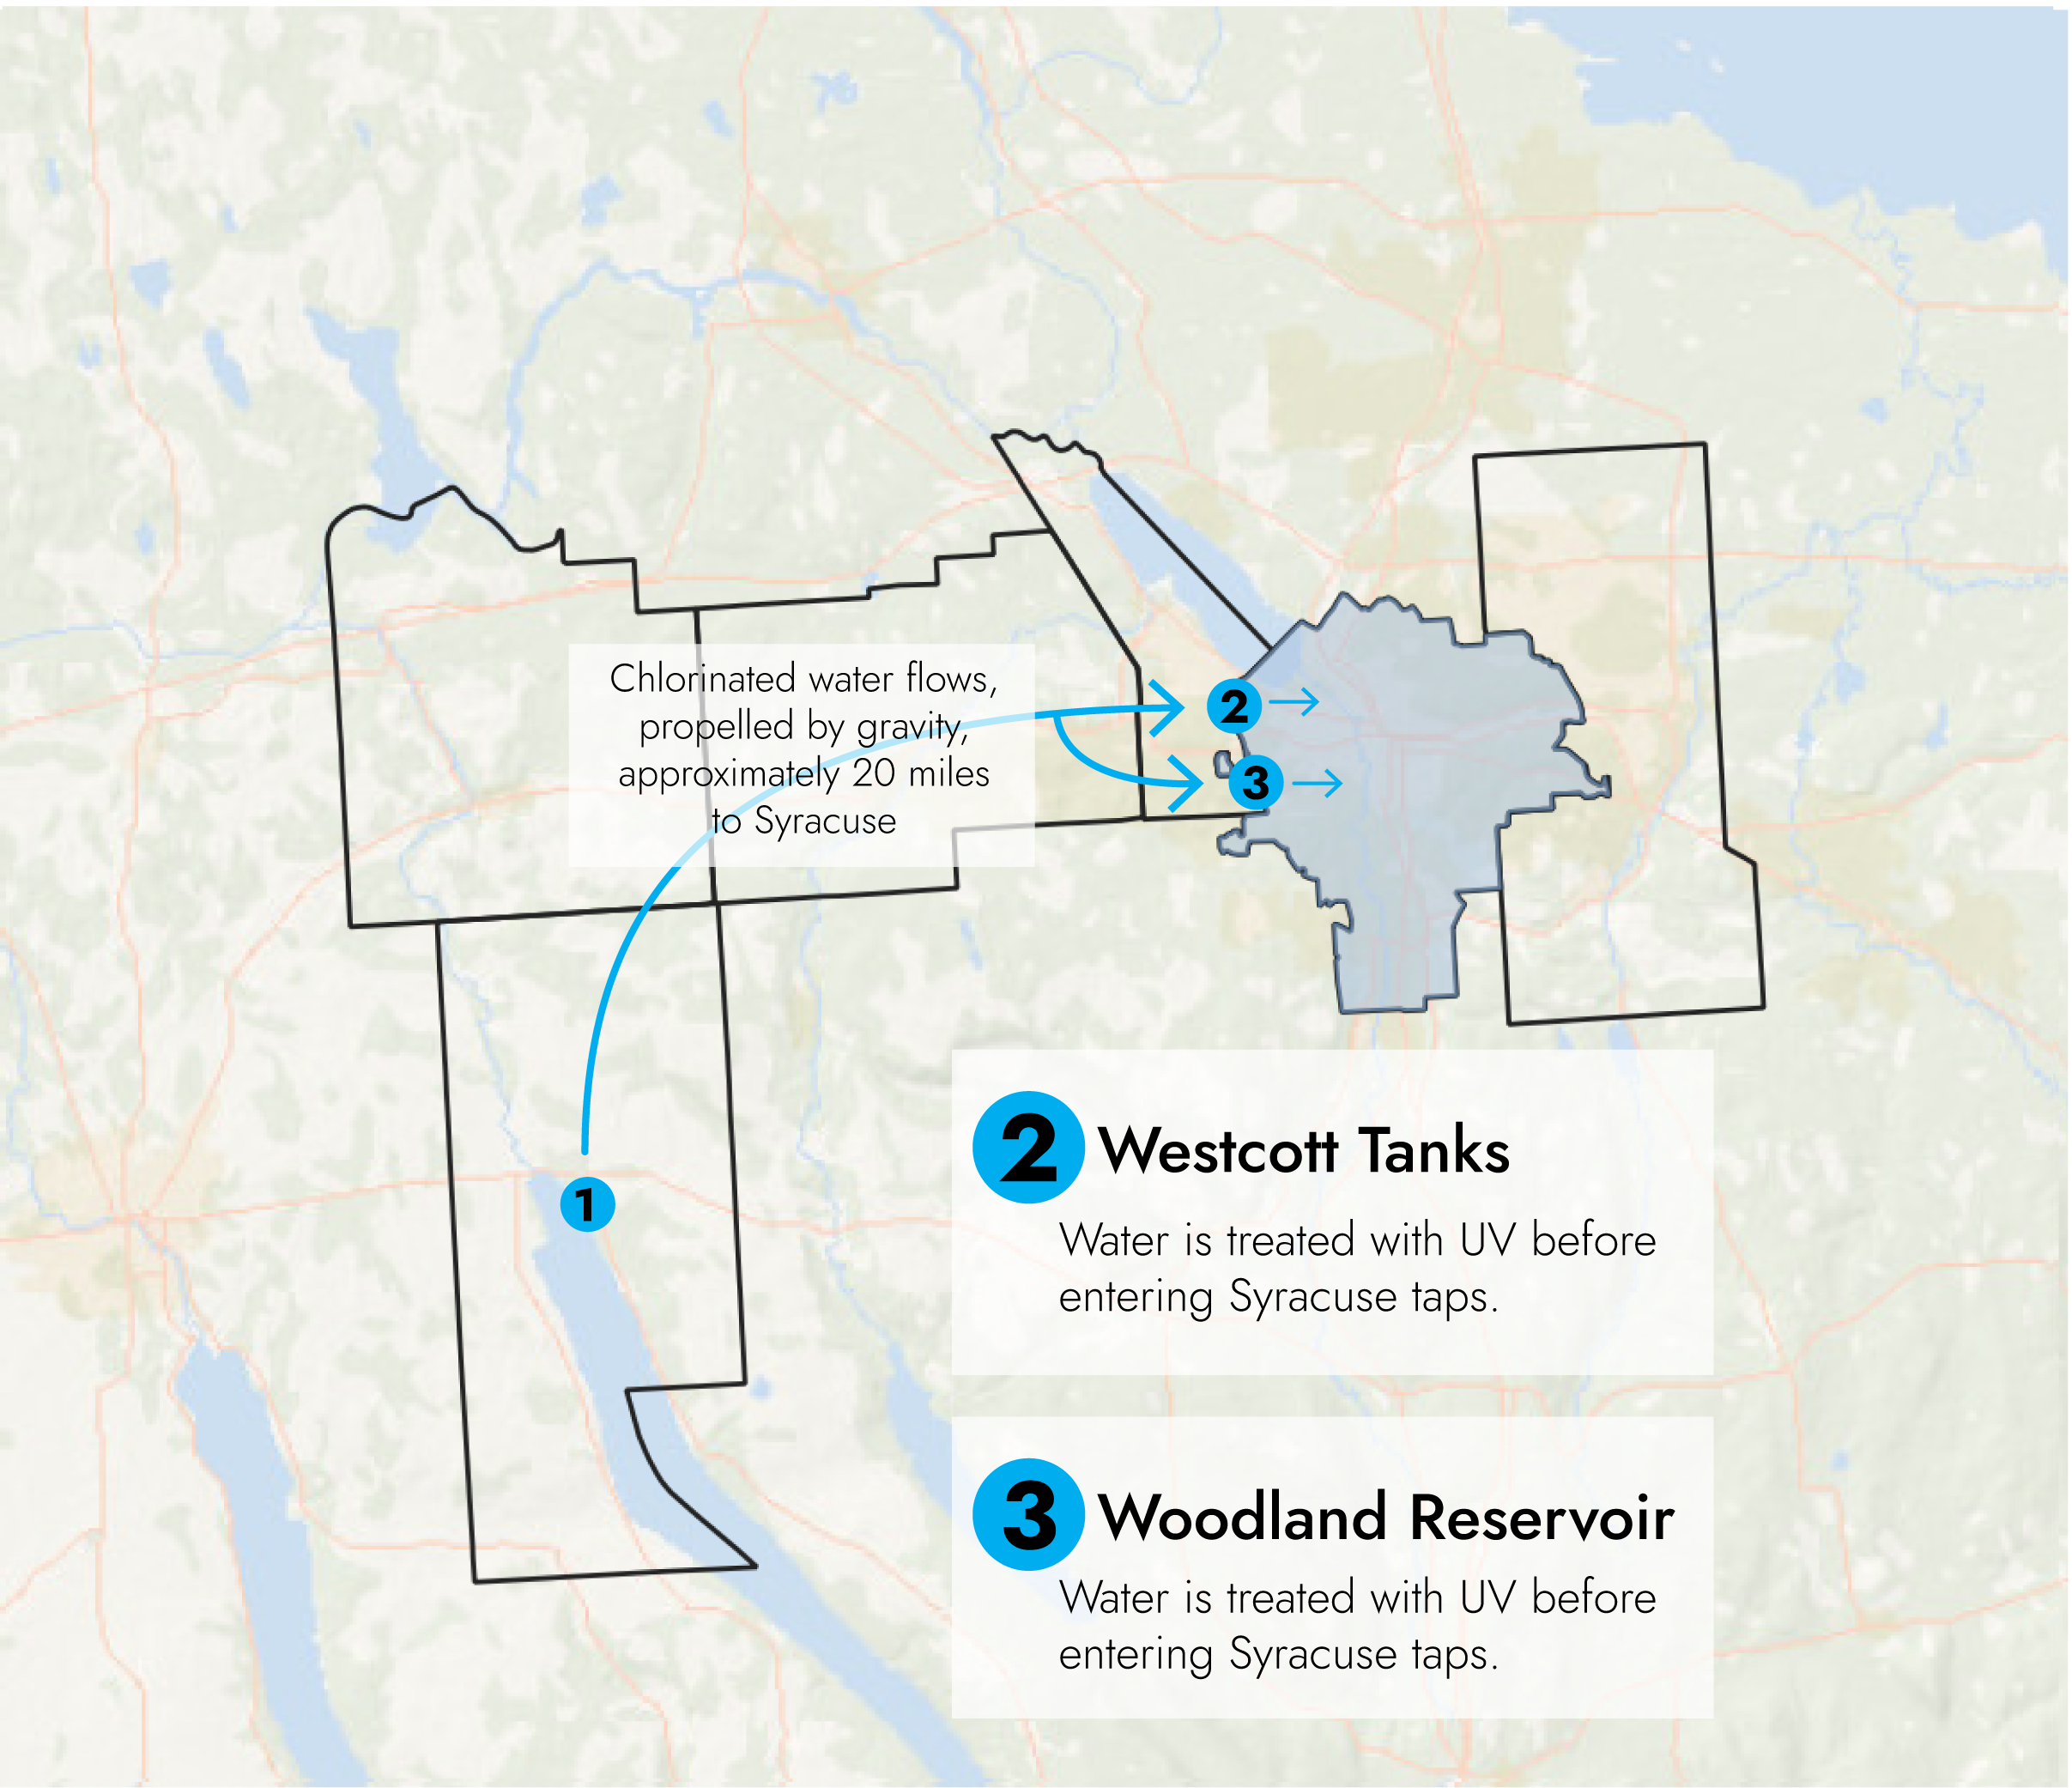 Chlorinated water flows,
propelled by gravity,
approximately 20 miles
to Syracuse
2
3
1
2 Westcott Tanks
Water is treated with UV before
entering Syracuse taps.
3 Woodland Reservoir
Water is treated with UV before
entering Syracuse taps.